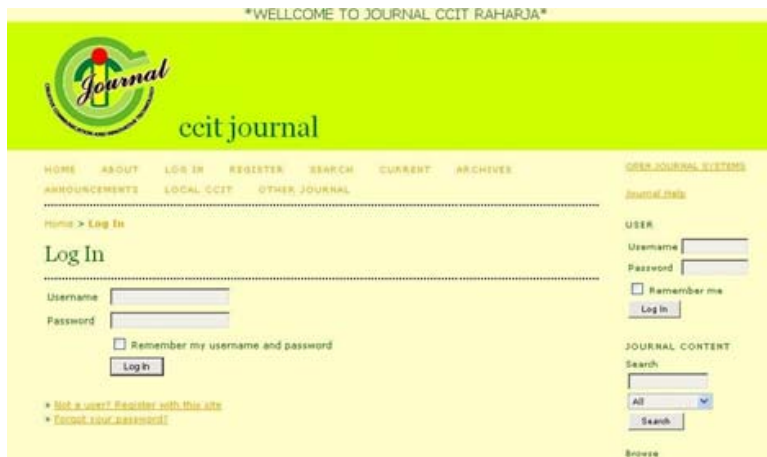 *WELLCOME TO JOURNAL CCIT RAHARJA*
Journal
ccit journal
HOME ABOUT LOG IN REGISTER SEARCH CURRENT ARCHIVES
ANNOUNCEMENTS LOCAL CCIT OTHER JOURNAL
Home > Log In
Log In
Username
Password
Remember my username and password
Log In
» Not a user? Register with this site
» Forgot your password?
OPEN JOURNAL SYSTEMS
Journal Help
USER
Username
Password
Remember me
Log In
JOURNAL CONTENT
Search
All
Search
Browse